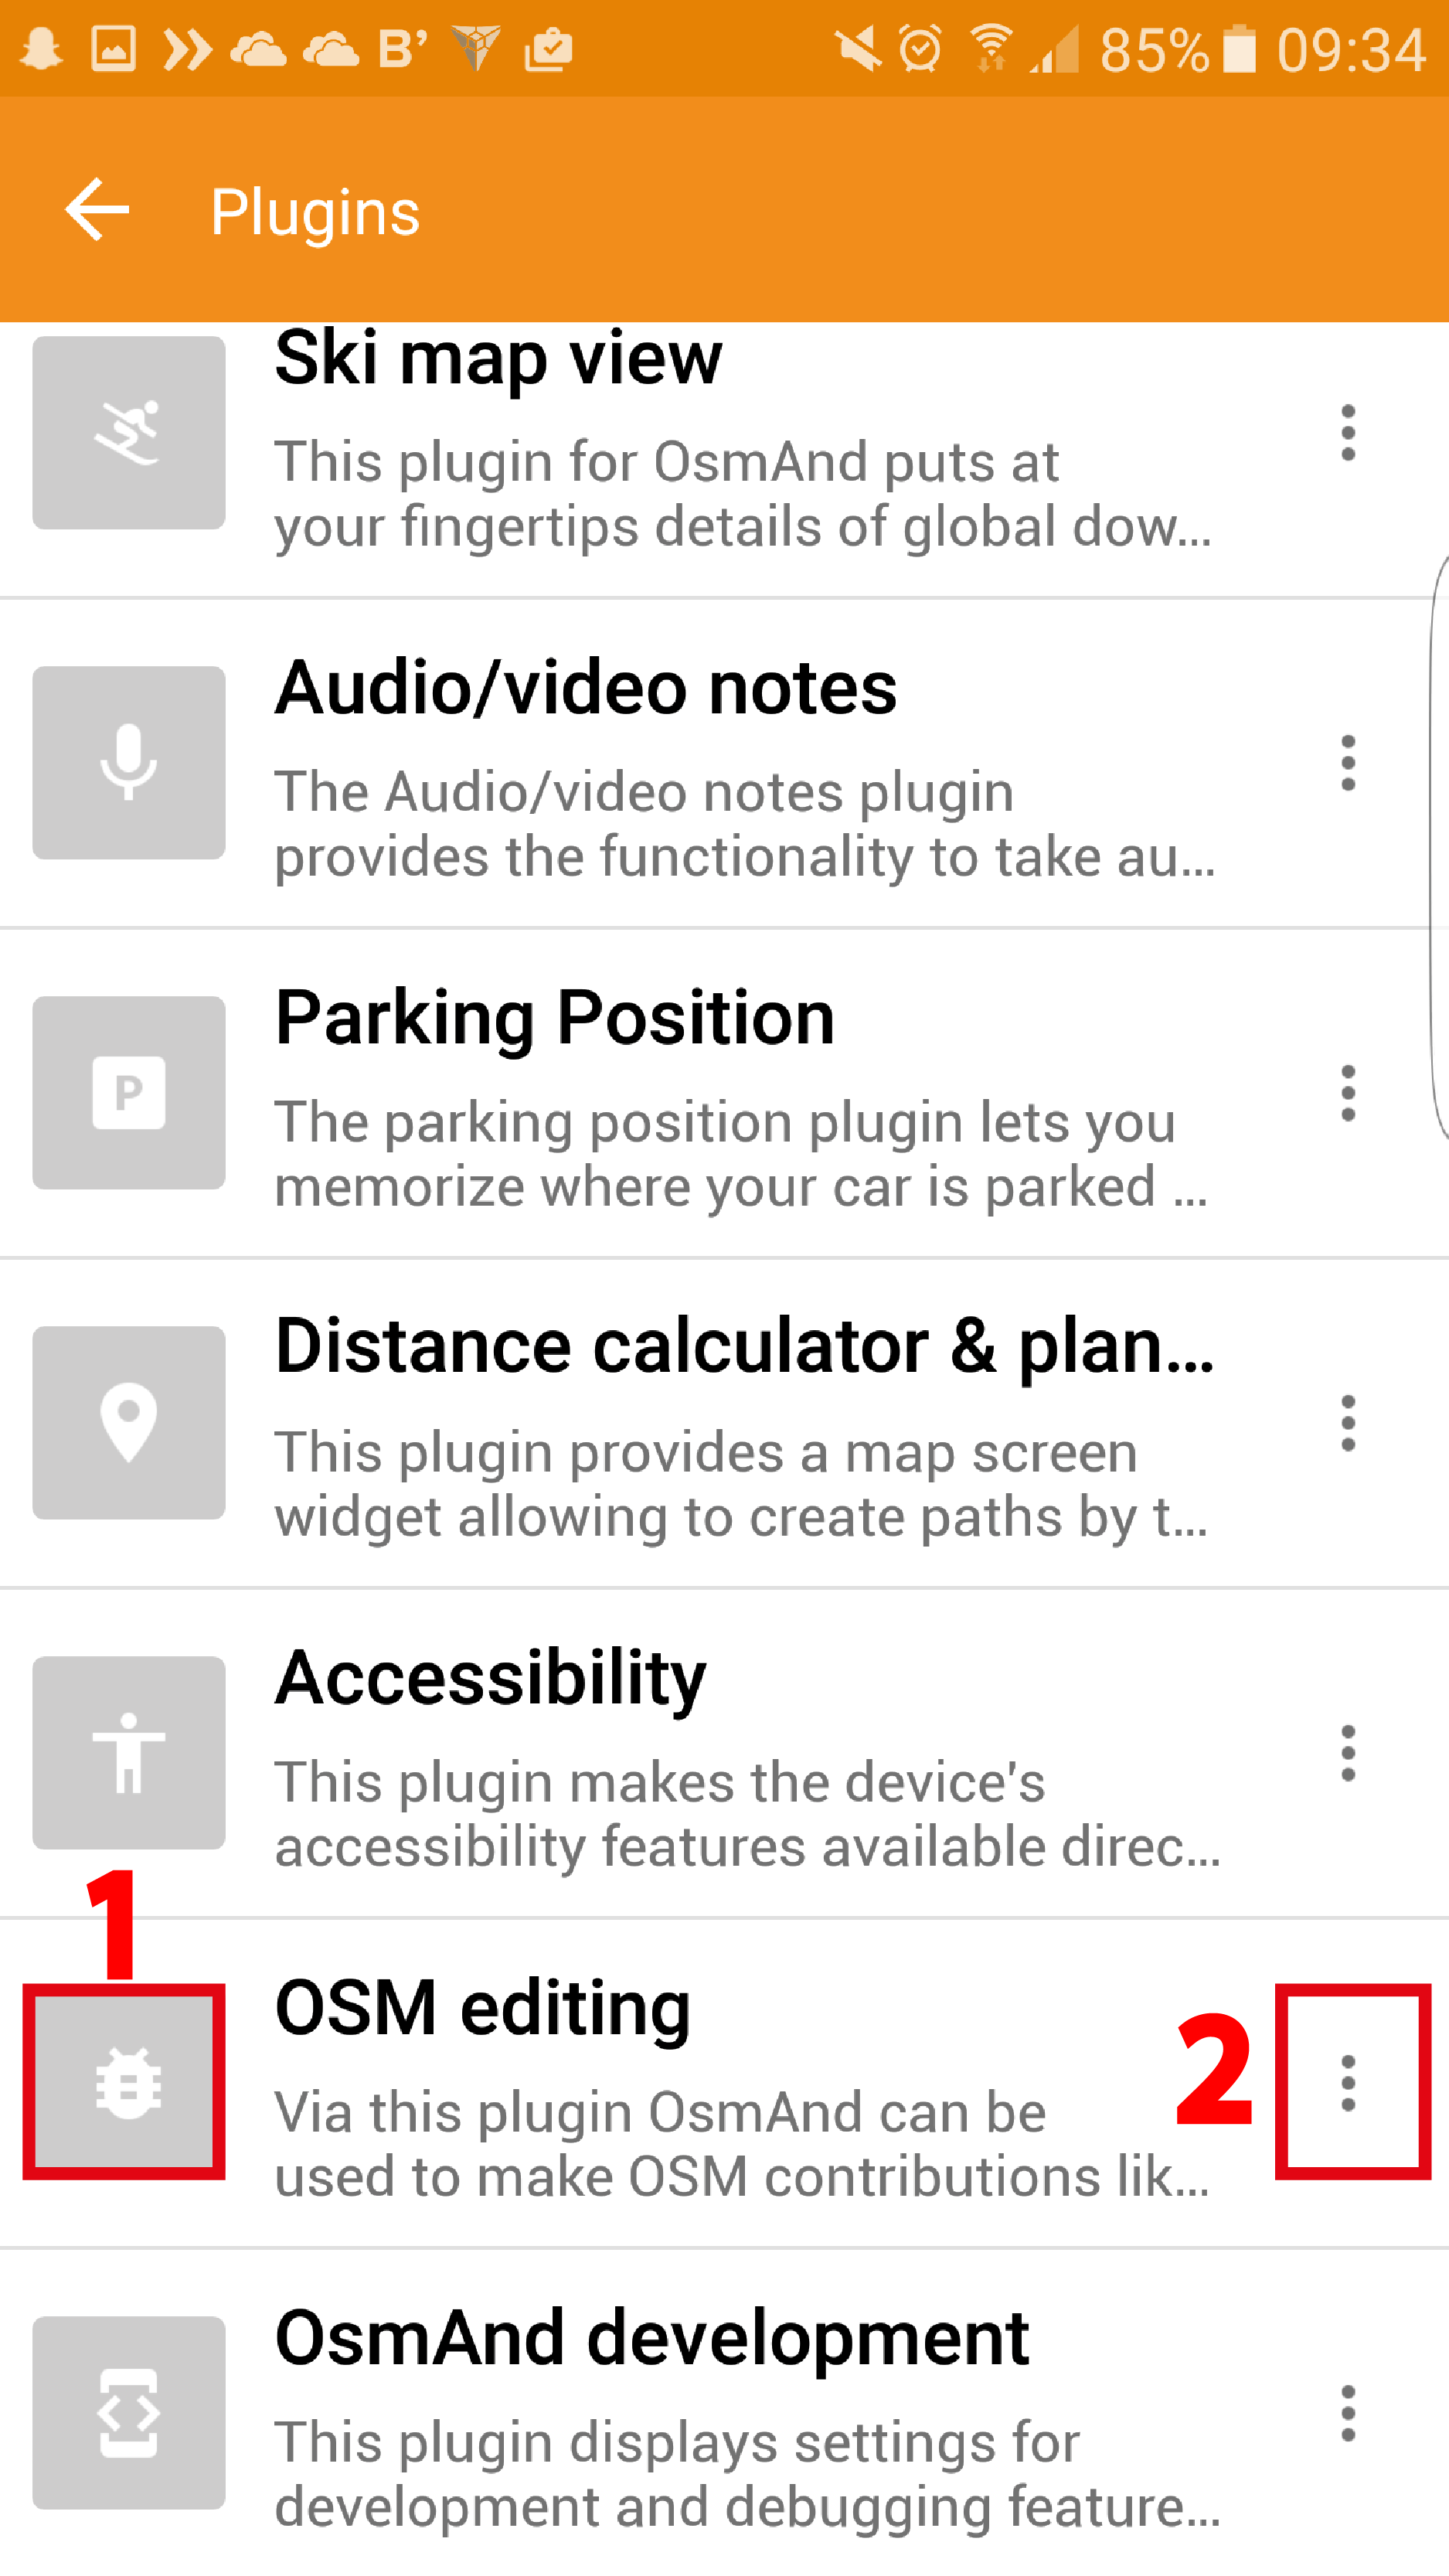 B’ 85% 09:34
Plugins
Ski map view
This plugin for OsmAnd puts at
your fingertips details of global dow...
Audio/video notes
The Audio/video notes plugin
provides the functionality to take au...
P
Parking Position
The parking position plugin lets you
memorize where your car is parked ...
Distance calculator & plan...
This plugin provides a map screen
widget allowing to create paths by t...
Accessibility
This plugin makes the device's
accessibility features available direc...
1
OSM editing
2
Via this plugin OsmAnd can be
used to make OSM contributions lik...
OsmAnd development
This plugin displays settings for
development and debugging feature...